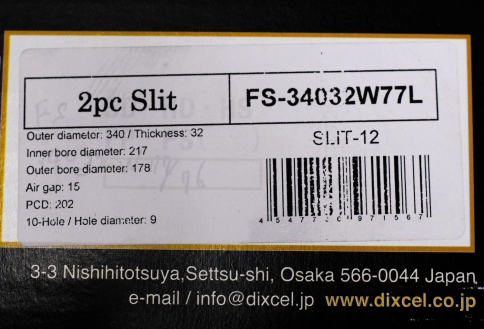 2pc Slit
FS-34032W77L
Outer diameter: 340 / Thickness: 32
Inner bore diameter: 217
Outer bore diameter: 178
Air gap: 15
PCD: 202
10-Hole / Hole diameter: 9
SLIT-12
3-3 Nishihitotsuya,Settsu-shi, Osaka 566-0044 Japan
e-mail / info@dixcel.jp www.dixcel.co.jp